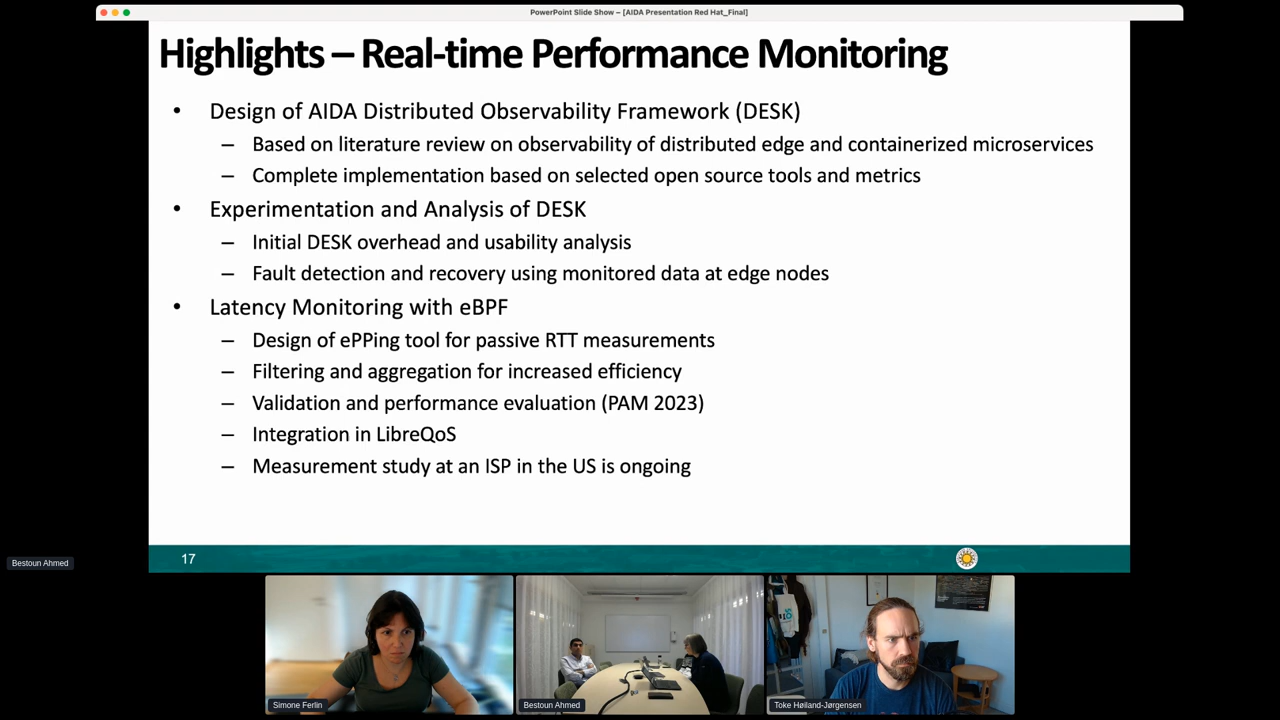 PowerPoint Slide Show – [AIDA Presentation Red Hat_Final]
Highlights – Real-time Performance Monitoring
• Design of AIDA Distributed Observability Framework (DESK)
– Based on literature review on observability of distributed edge and containerized microservices
– Complete implementation based on selected open source tools and metrics
• Experimentation and Analysis of DESK
– Initial DESK overhead and usability analysis
– Fault detection and recovery using monitored data at edge nodes
• Latency Monitoring with eBPF
– Design of ePPing tool for passive RTT measurements
– Filtering and aggregation for increased efficiency
– Validation and performance evaluation (PAM 2023)
– Integration in LibreQoS
– Measurement study at an ISP in the US is ongoing
17
Bestoun Ahmed
Simone Ferlin
Bestoun Ahmed
Toke Høiland-Jørgensen